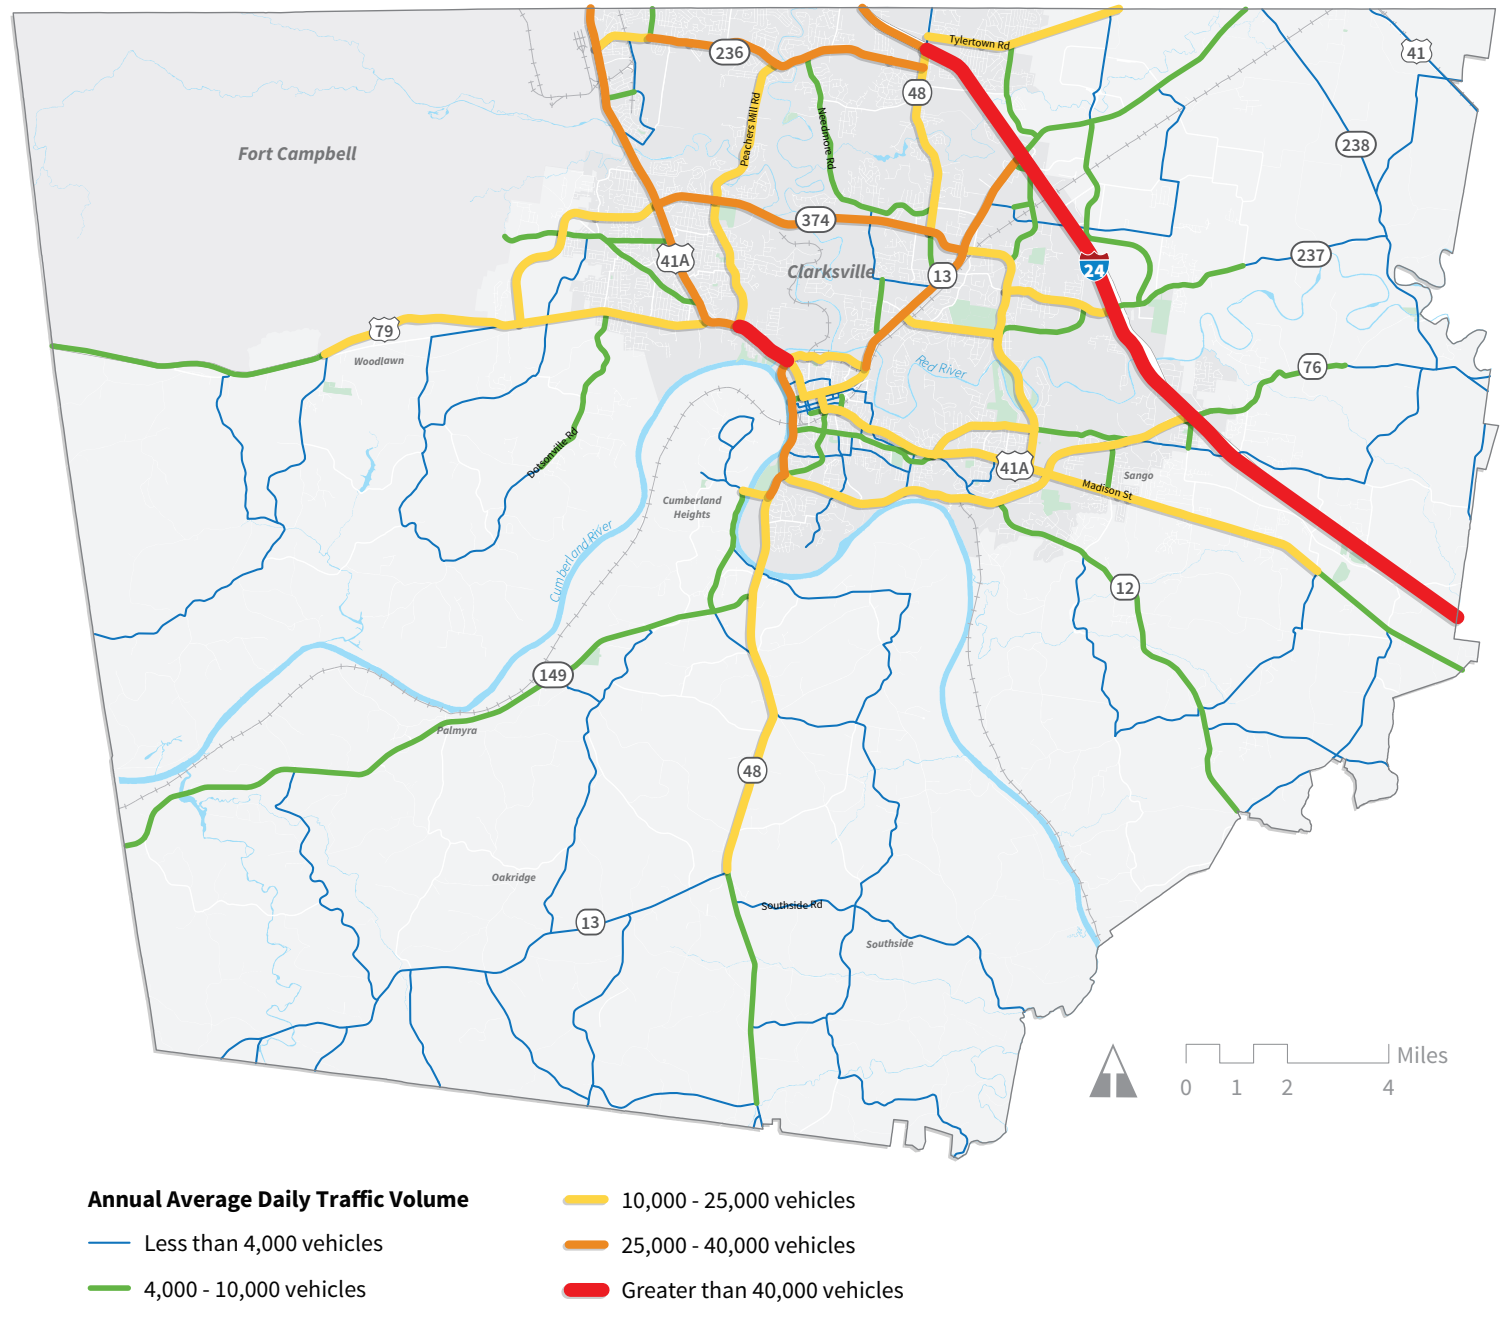 Tylertown Rd
41
236
48
Peachers Mill Rd
Needmore Rd
238
Fort Campbell
374
41A
Clarksville
13
24
237
79
Woodlawn
Red River
76
Dotsonville Rd
41A
Sango
Madison St
Cumberland
Heights
Cumberland River
12
149
Palmyra
48
Oakridge
13
Southside Rd
Southside
Miles
0 1 2 4
Annual Average Daily Traffic Volume
Less than 4,000 vehicles
4,000 - 10,000 vehicles
10,000 - 25,000 vehicles
25,000 - 40,000 vehicles
Greater than 40,000 vehicles